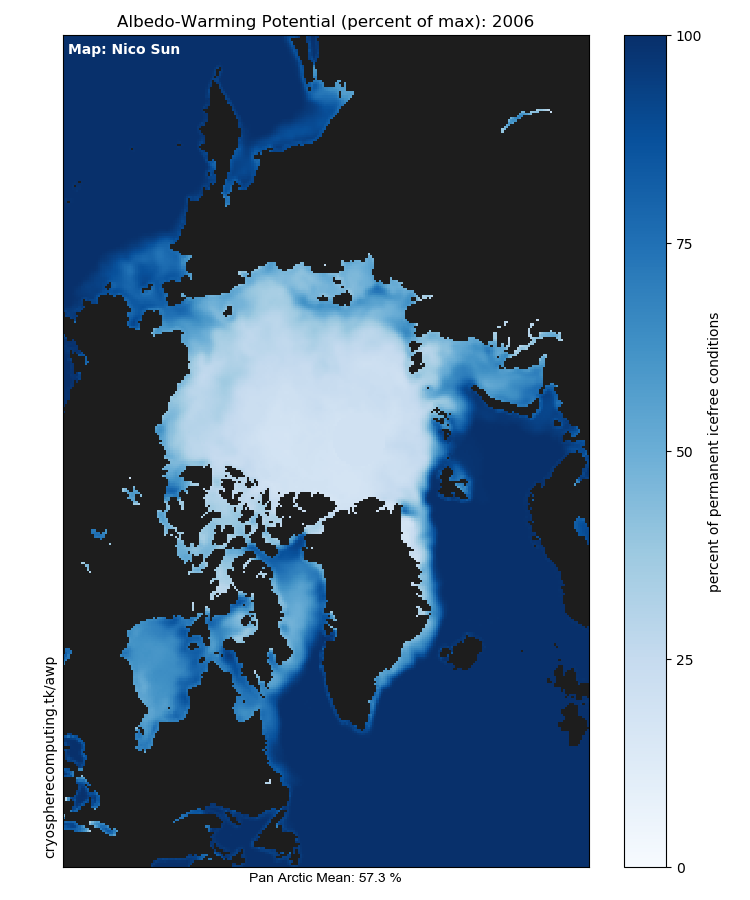 Albedo-Warming Potential (percent of max): 2006
Map: Nico Sun
100
75
50
25
0
percent of permanent icefree conditions
cryospherecomputing.tk/awp
Pan Arctic Mean: 57.3 %